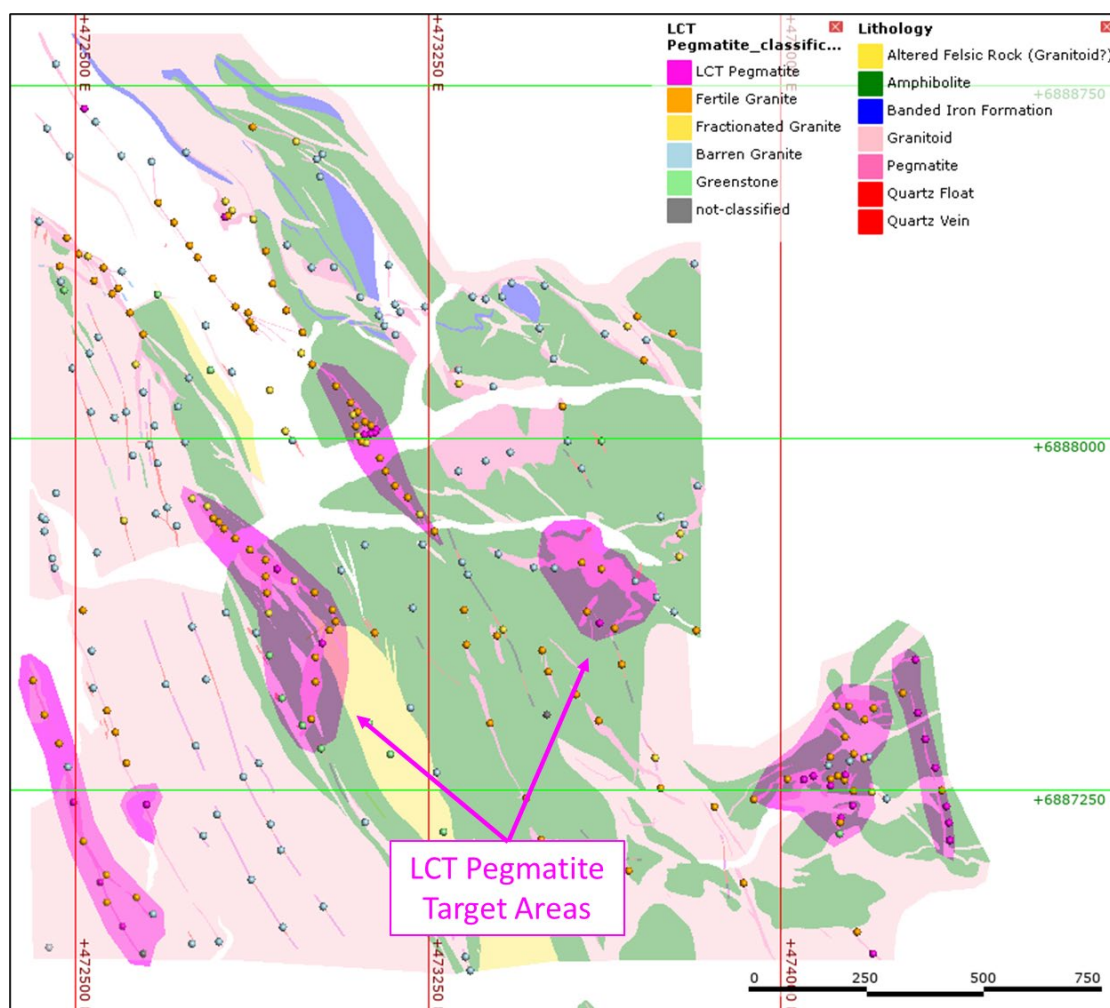 LCT
Pegmatite_classific...
LCT Pegmatite
Fertile Granite
Fractionated Granite
Barren Granite
Greenstone
not-classified
Lithology
Altered Felsic Rock (Granitoid?)
Amphibolite
Banded Iron Formation
Granitoid
Pegmatite
Quartz Float
Quartz Vein
+472500 E
+473250 E
+474000 E
+6888750
+6888000
+6887250
LCT Pegmatite
Target Areas
+472500 E
+473250 E
+474000 E
0 250 500 750